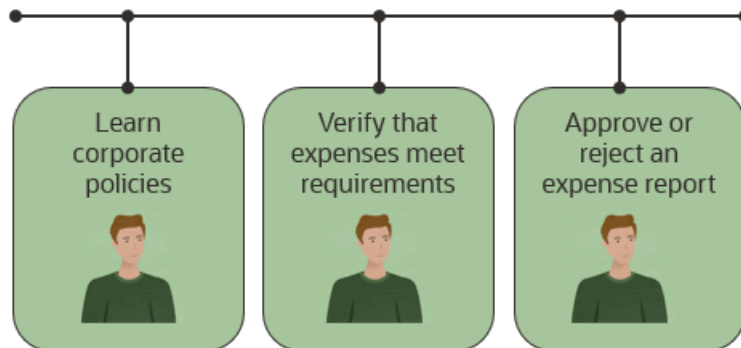 Learn
corporate
policies
Verify that
expenses meet
requirements
Approve or
reject an
expense report